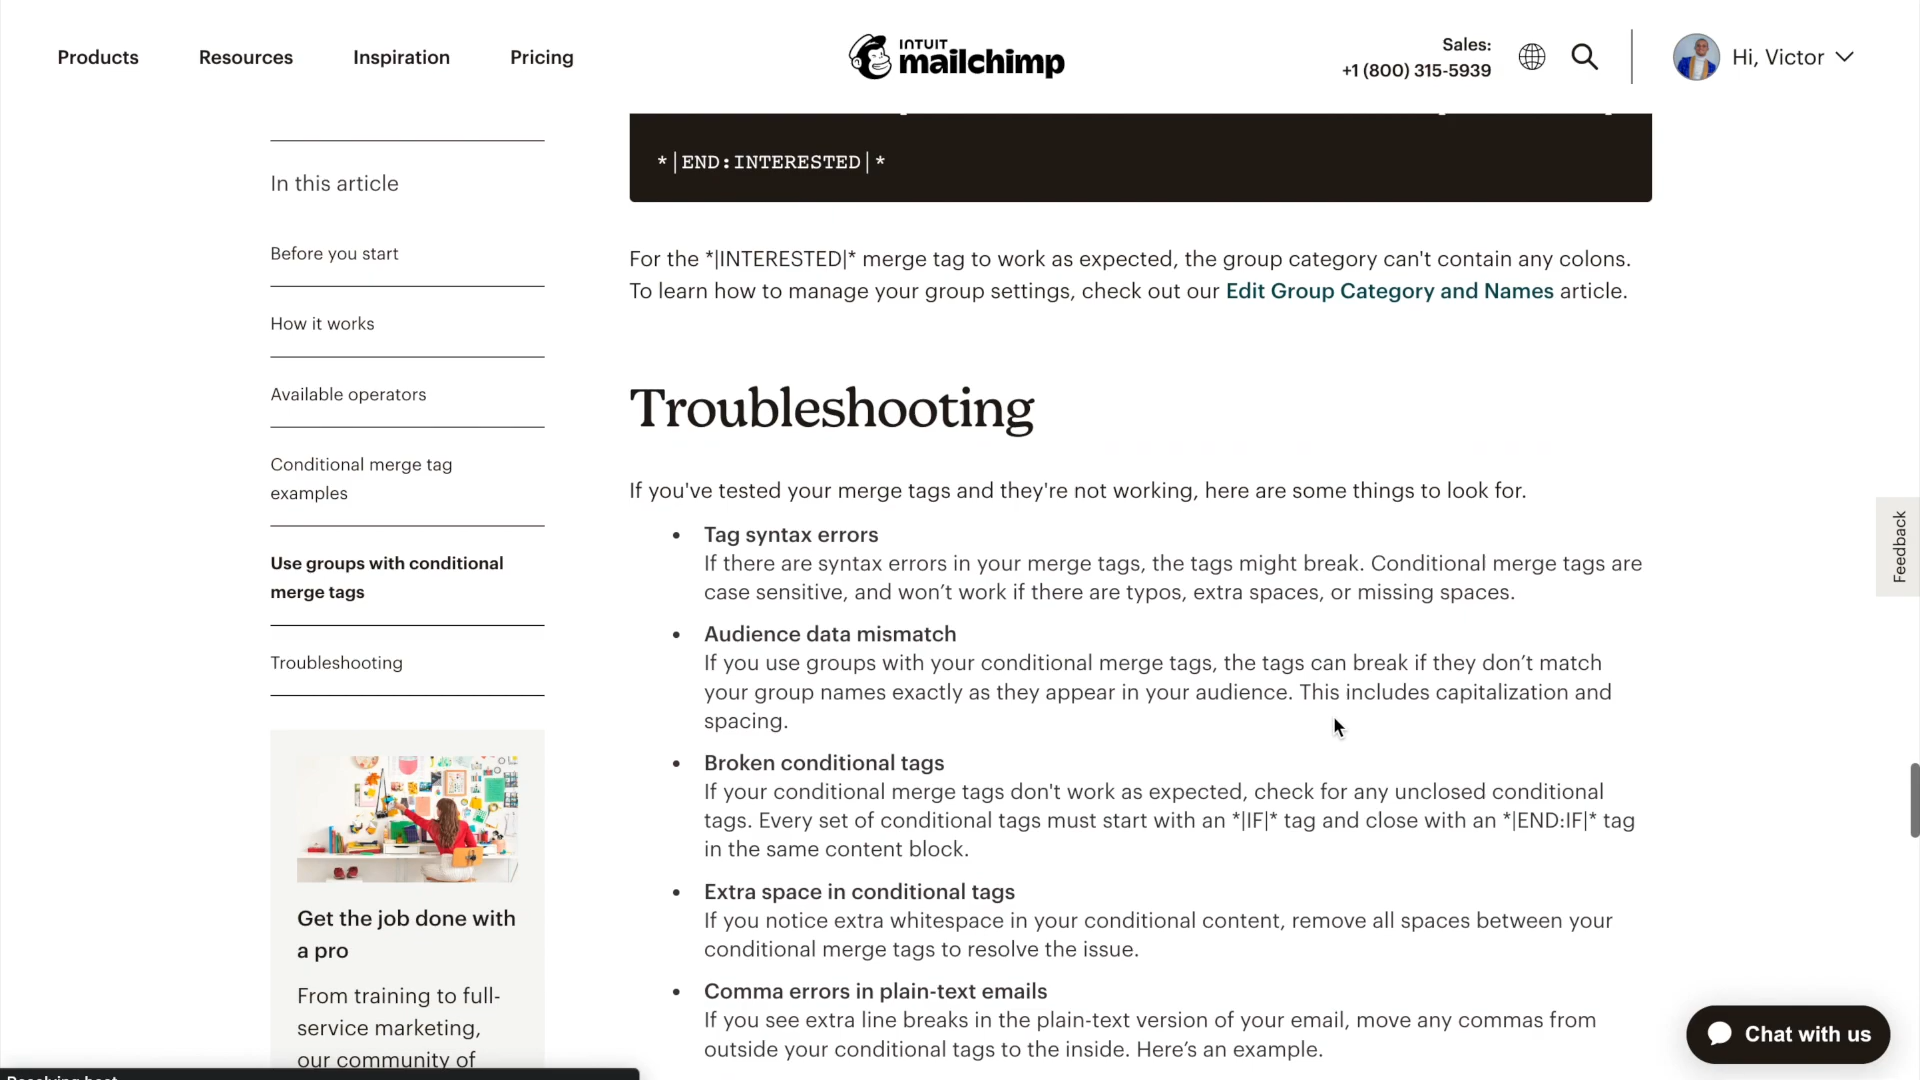 Products
Resources
Inspiration
Pricing
INTUIT
mailchimp
Sales:
+1 (800) 315-5939
Hi, Victor
In this article
Before you start
How it works
Available operators
Conditional merge tag
examples
Use groups with conditional
merge tags
Troubleshooting
Get the job done with
a pro
From training to full-
service marketing,
our community of
*|END:INTERESTED|*
For the *|INTERESTED|* merge tag to work as expected, the group category can't contain any colons.
To learn how to manage your group settings, check out our Edit Group Category and Names article.
Troubleshooting
If you've tested your merge tags and they're not working, here are some things to look for.
• Tag syntax errors
If there are syntax errors in your merge tags, the tags might break. Conditional merge tags are
case sensitive, and won’t work if there are typos, extra spaces, or missing spaces.
• Audience data mismatch
If you use groups with your conditional merge tags, the tags can break if they don’t match
your group names exactly as they appear in your audience. This includes capitalization and
spacing.
• Broken conditional tags
If your conditional merge tags don't work as expected, check for any unclosed conditional
tags. Every set of conditional tags must start with an *|IF|* tag and close with an *|END:IF|* tag
in the same content block.
• Extra space in conditional tags
If you notice extra whitespace in your conditional content, remove all spaces between your
conditional merge tags to resolve the issue.
• Comma errors in plain-text emails
If you see extra line breaks in the plain-text version of your email, move any commas from
outside your conditional tags to the inside. Here’s an example.
Feedback
Chat with us